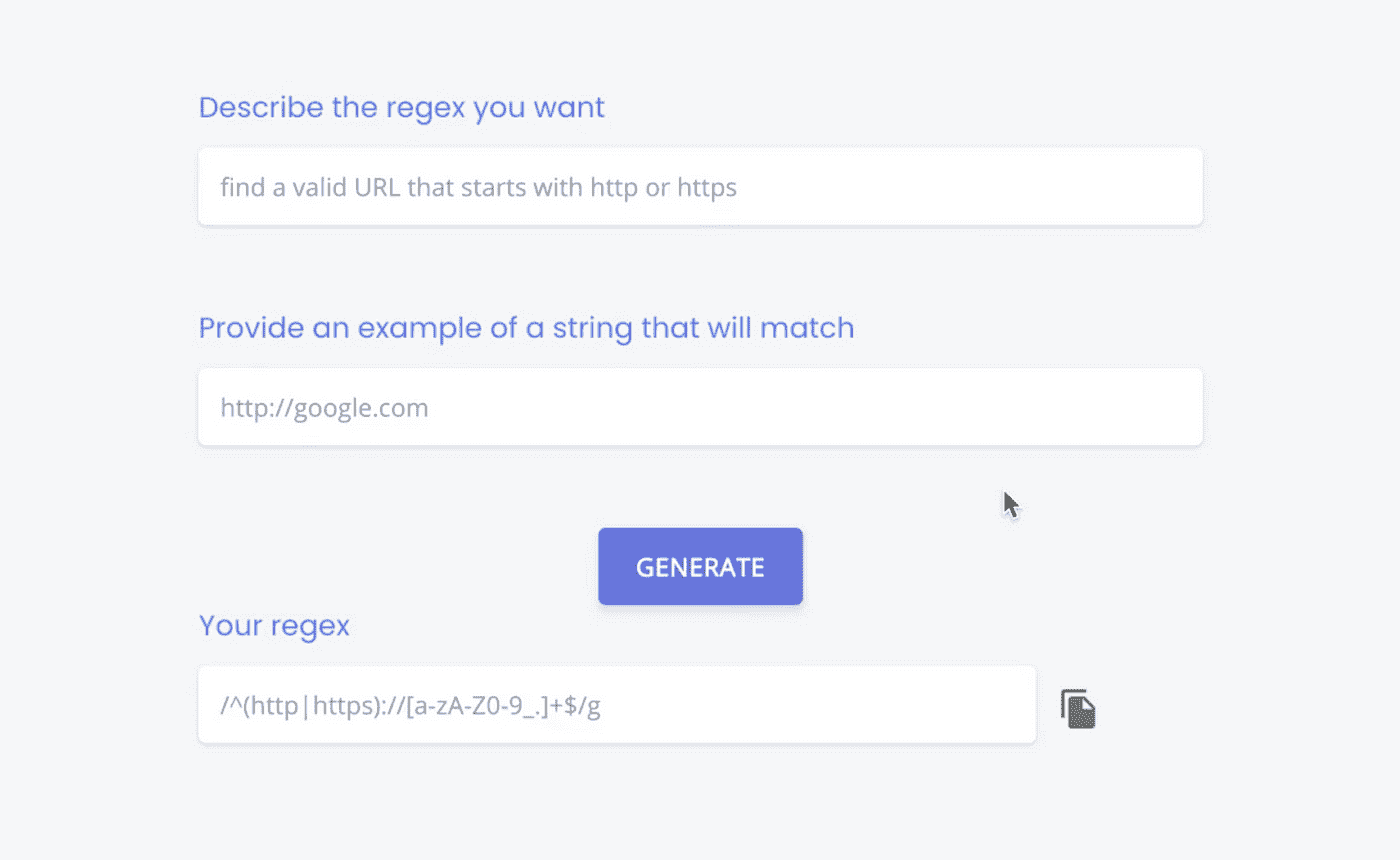 Describe the regex you want
find a valid URL that starts with http or https
Provide an example of a string that will match
http://google.com
GENERATE
Your regex
/^(http|https)://[a-zA-Z0-9_.]+$/g